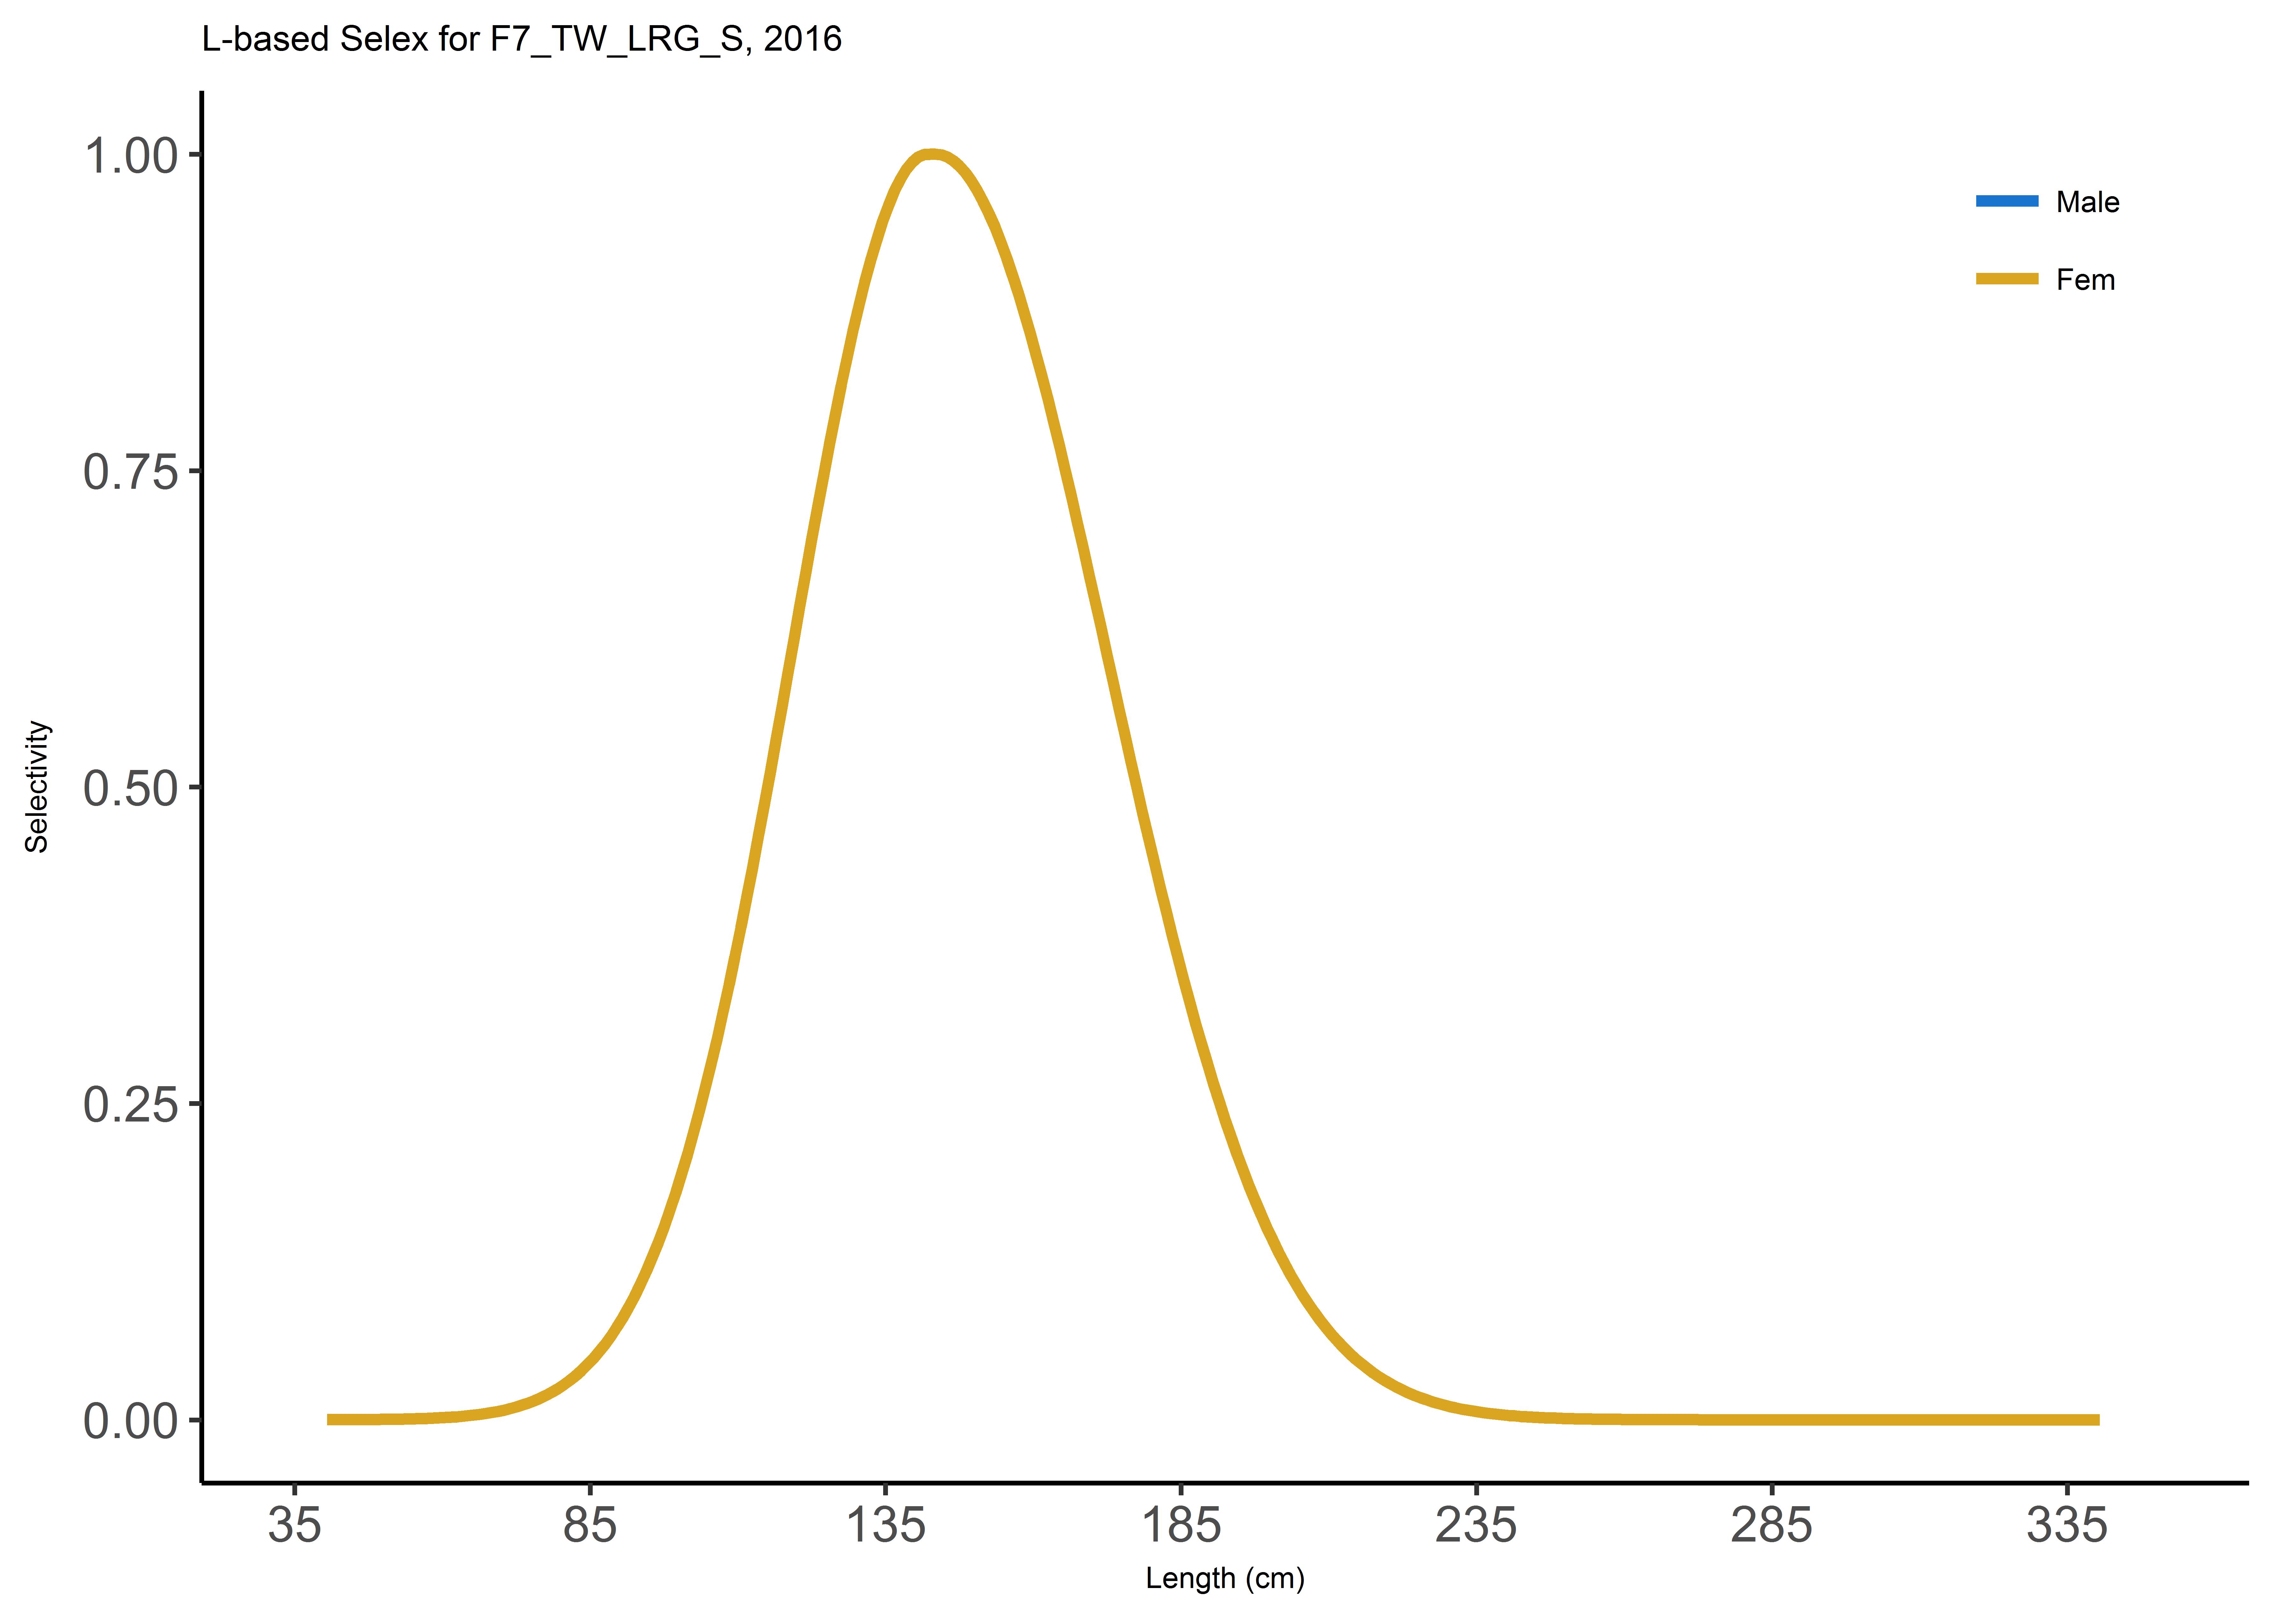 L-based Selex for F7_TW_LRG_S, 2016
1.00
0.75
0.50
0.25
0.00
Selectivity
Male
Fem
35 85 135 185 235 285 335
Length (cm)